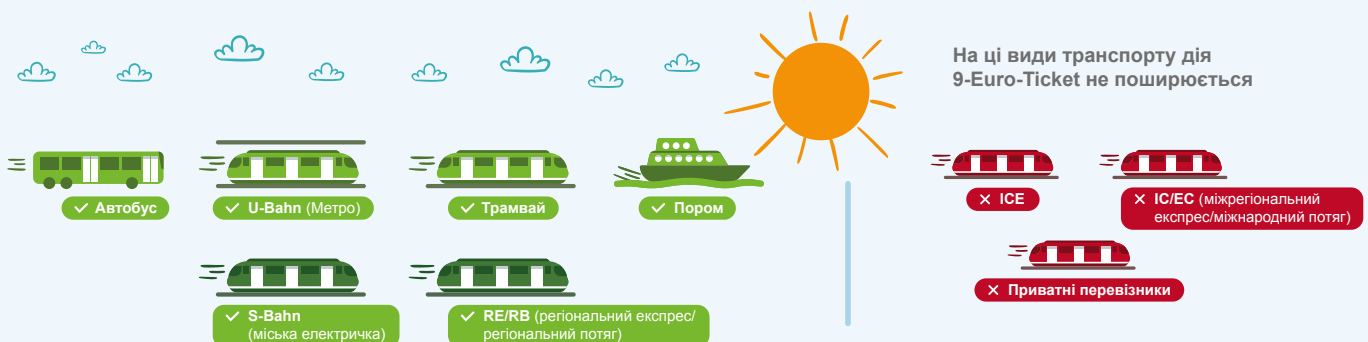 На ці види транспорту дія
9-Euro-Ticket не поширюється
Автобус
U-Bahn (Метро)
Трамвай
Пором
S-Bahn
(міська електричка)
RE/RB (регіональний експрес/
регіональний потяг)
ICE
IC/EC (міжрегіональний
експрес/міжнародний потяг)
Приватні перевізники